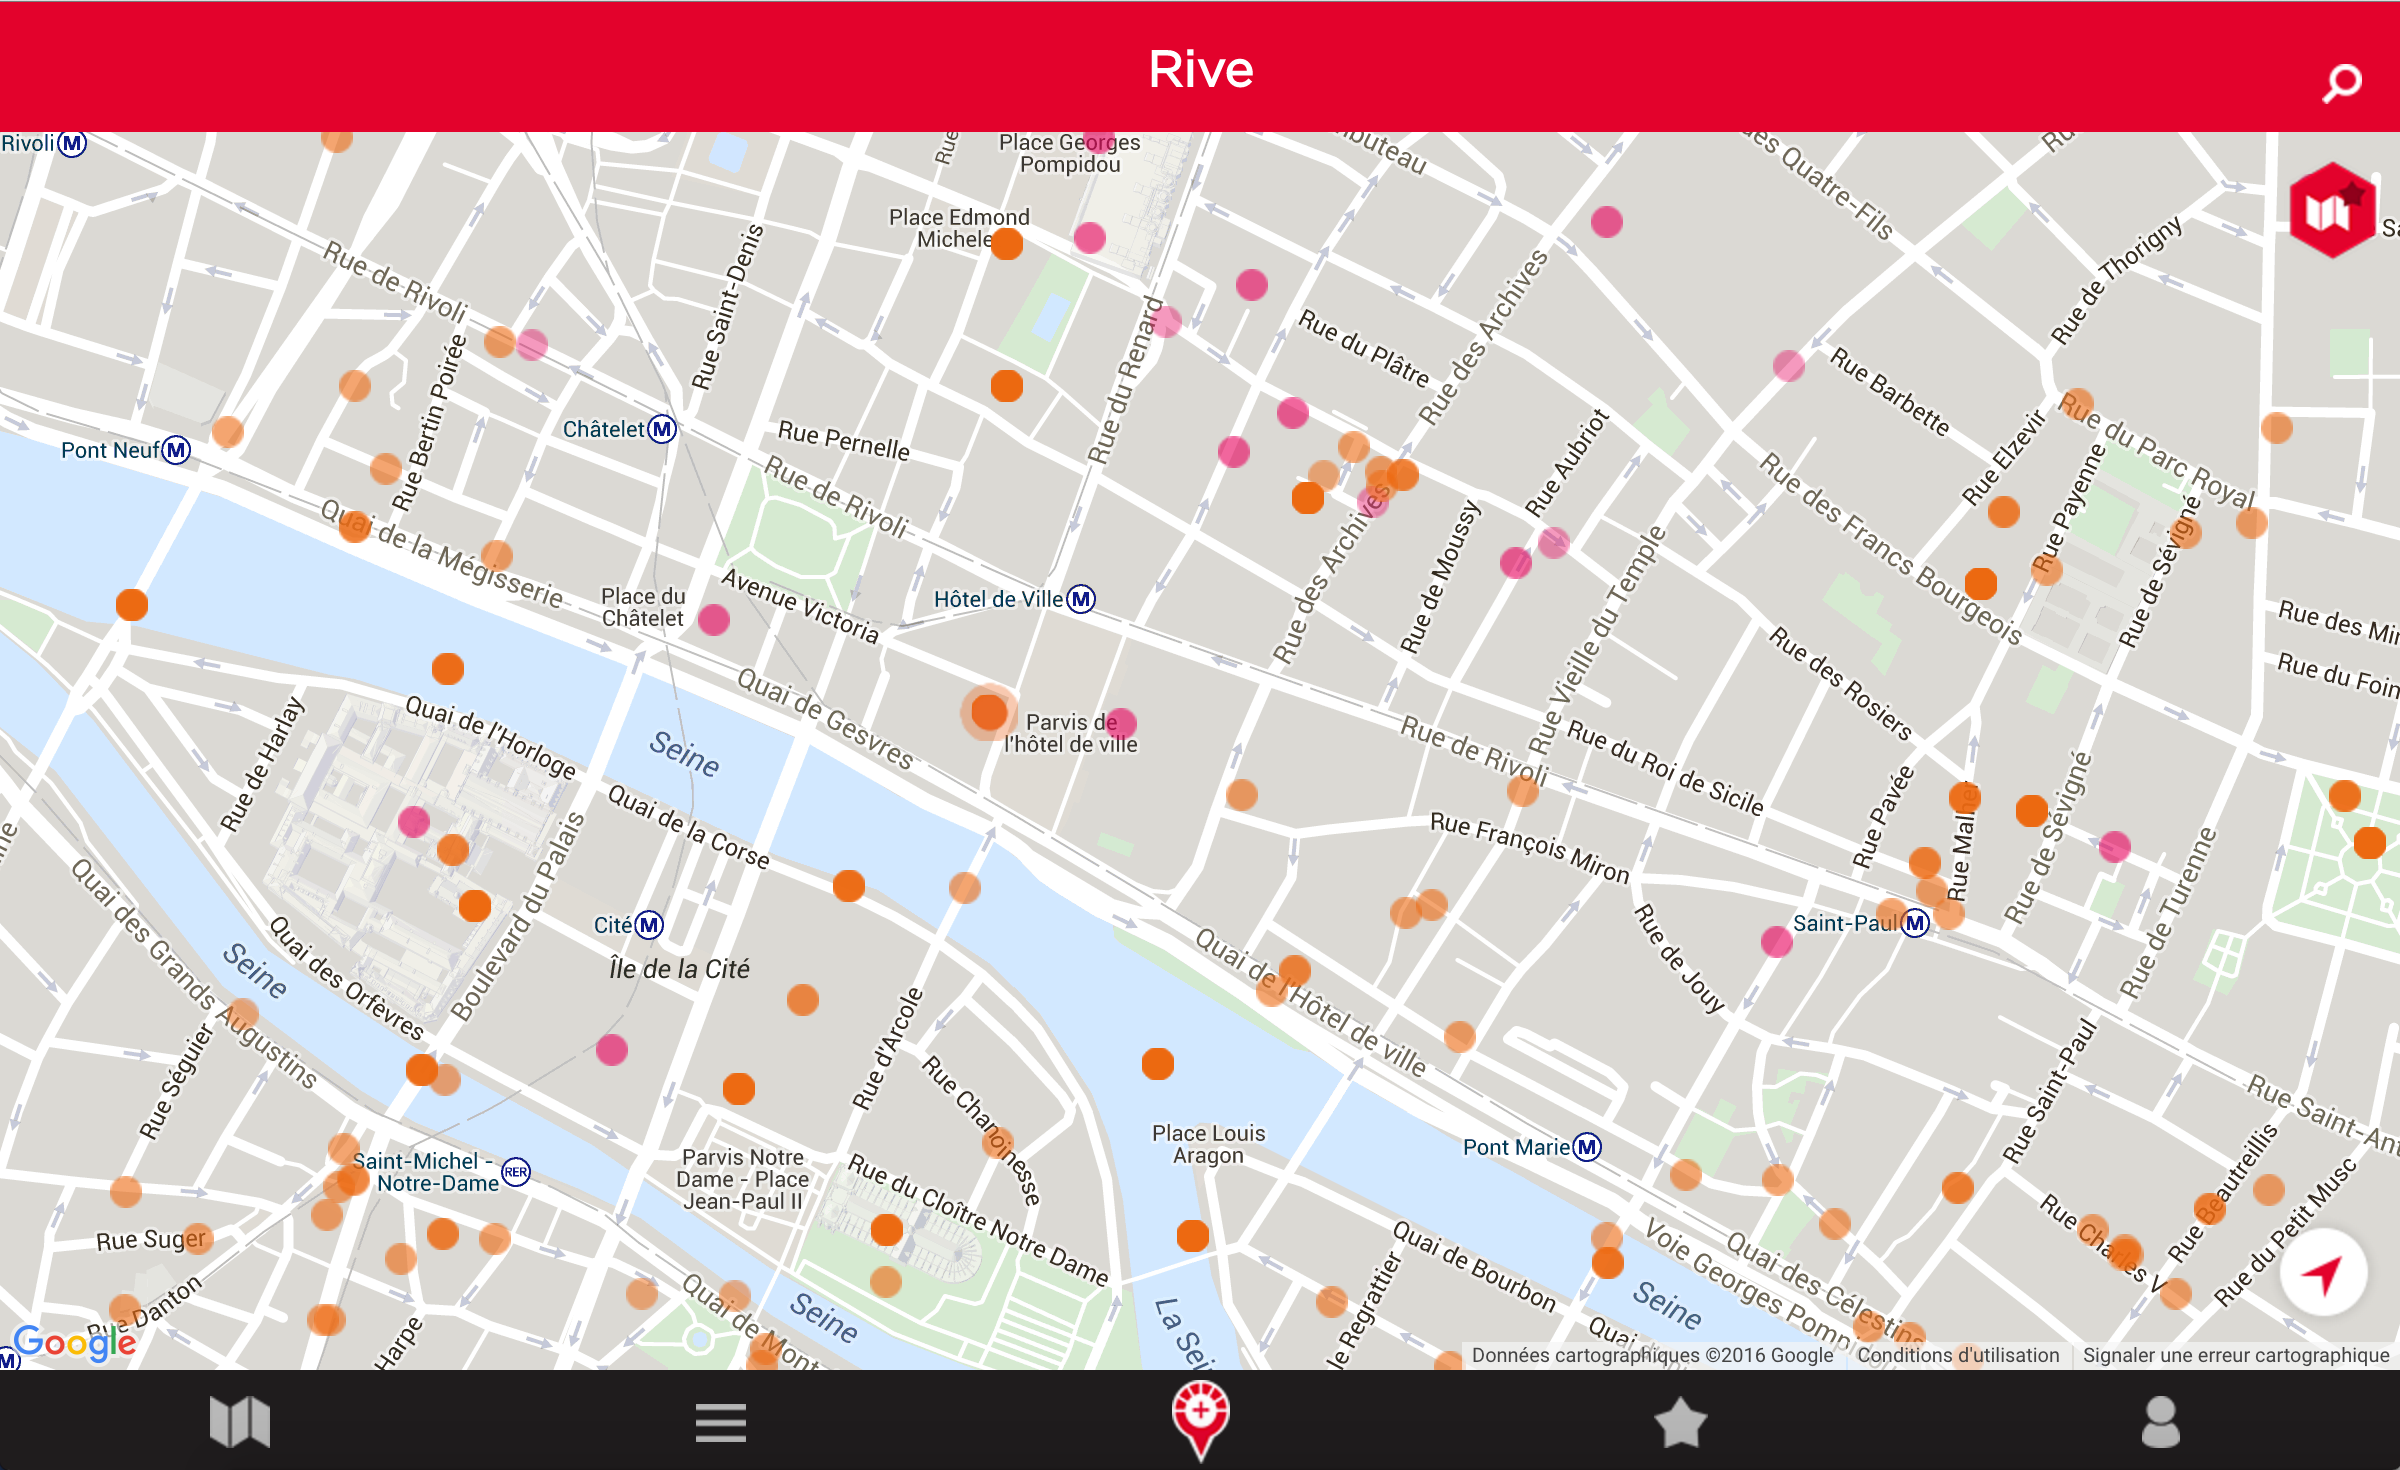 Rive
Rivoli
M
Place Georges
Pompidou
Rue
des Quatre-Fils
Place Edmond
Michele
Rue de Thorigny
Rue de Rivoli
Rue Saint-Denis
Rue du Renard
Rue du Plâtre
Rue des Archives
Rue Barbette
Rue Bertin Poirée
Châtelet
M
Pont Neuf
M
Rue Pernelle
Rue de Rivoli
Rue Aubriot
Rue Elzevir
Rue du Parc Royal
Rue Payenne
Rue de Sévigné
Rue des Francs Bourgeois
Quai de la Mégisserie
Place du
Châtelet
Avenue Victoria
Hôtel de Ville
M
Rue des Archives
Rue de Moussy
Rue Vieille du Temple
Rue des Rosiers
Rue du Foin
Quai de Gesvres
Parvis de
l'hôtel de ville
Rue de Harlay
Quai de l'Horloge
Seine
Rue de Rivoli
Rue du Roi de Sicile
Rue Pavée
Rue Malher
Rue de Sévigné
Rue de Turenne
Quai de la Corse
Rue François Miron
Boulevard du Palais
Quai des Grands Augustins
Seine
Quai des Orfèvres
Cité
M
Île de la Cité
Saint-Paul
M
Rue de Jouy
Quai de l'Hôtel de ville
Rue Séguier
Rue d'Arcole
Rue Chanoinesse
Rue Saint-Paul
Rue Saint-Ant
Place Louis
Aragon
Pont Marie
M
Saint-Michel -
Notre-Dame
RER
Parvis Notre
Dame - Place
Jean-Paul II
Rue du Cloître Notre Dame
Rue Beautreillis
Rue du Petit Musc
Rue Charles V
Rue Suger
Quai de Bourbon
Voie Georges Pompidou
Quai des Célestins
Rue Danton
Harpe
Quai de Mont
Seine
La Sei
le Regrattier
Seine
Quai
Google
M
Données cartographiques ©2016 Google
Conditions d'utilisation
Signaler une erreur cartographique